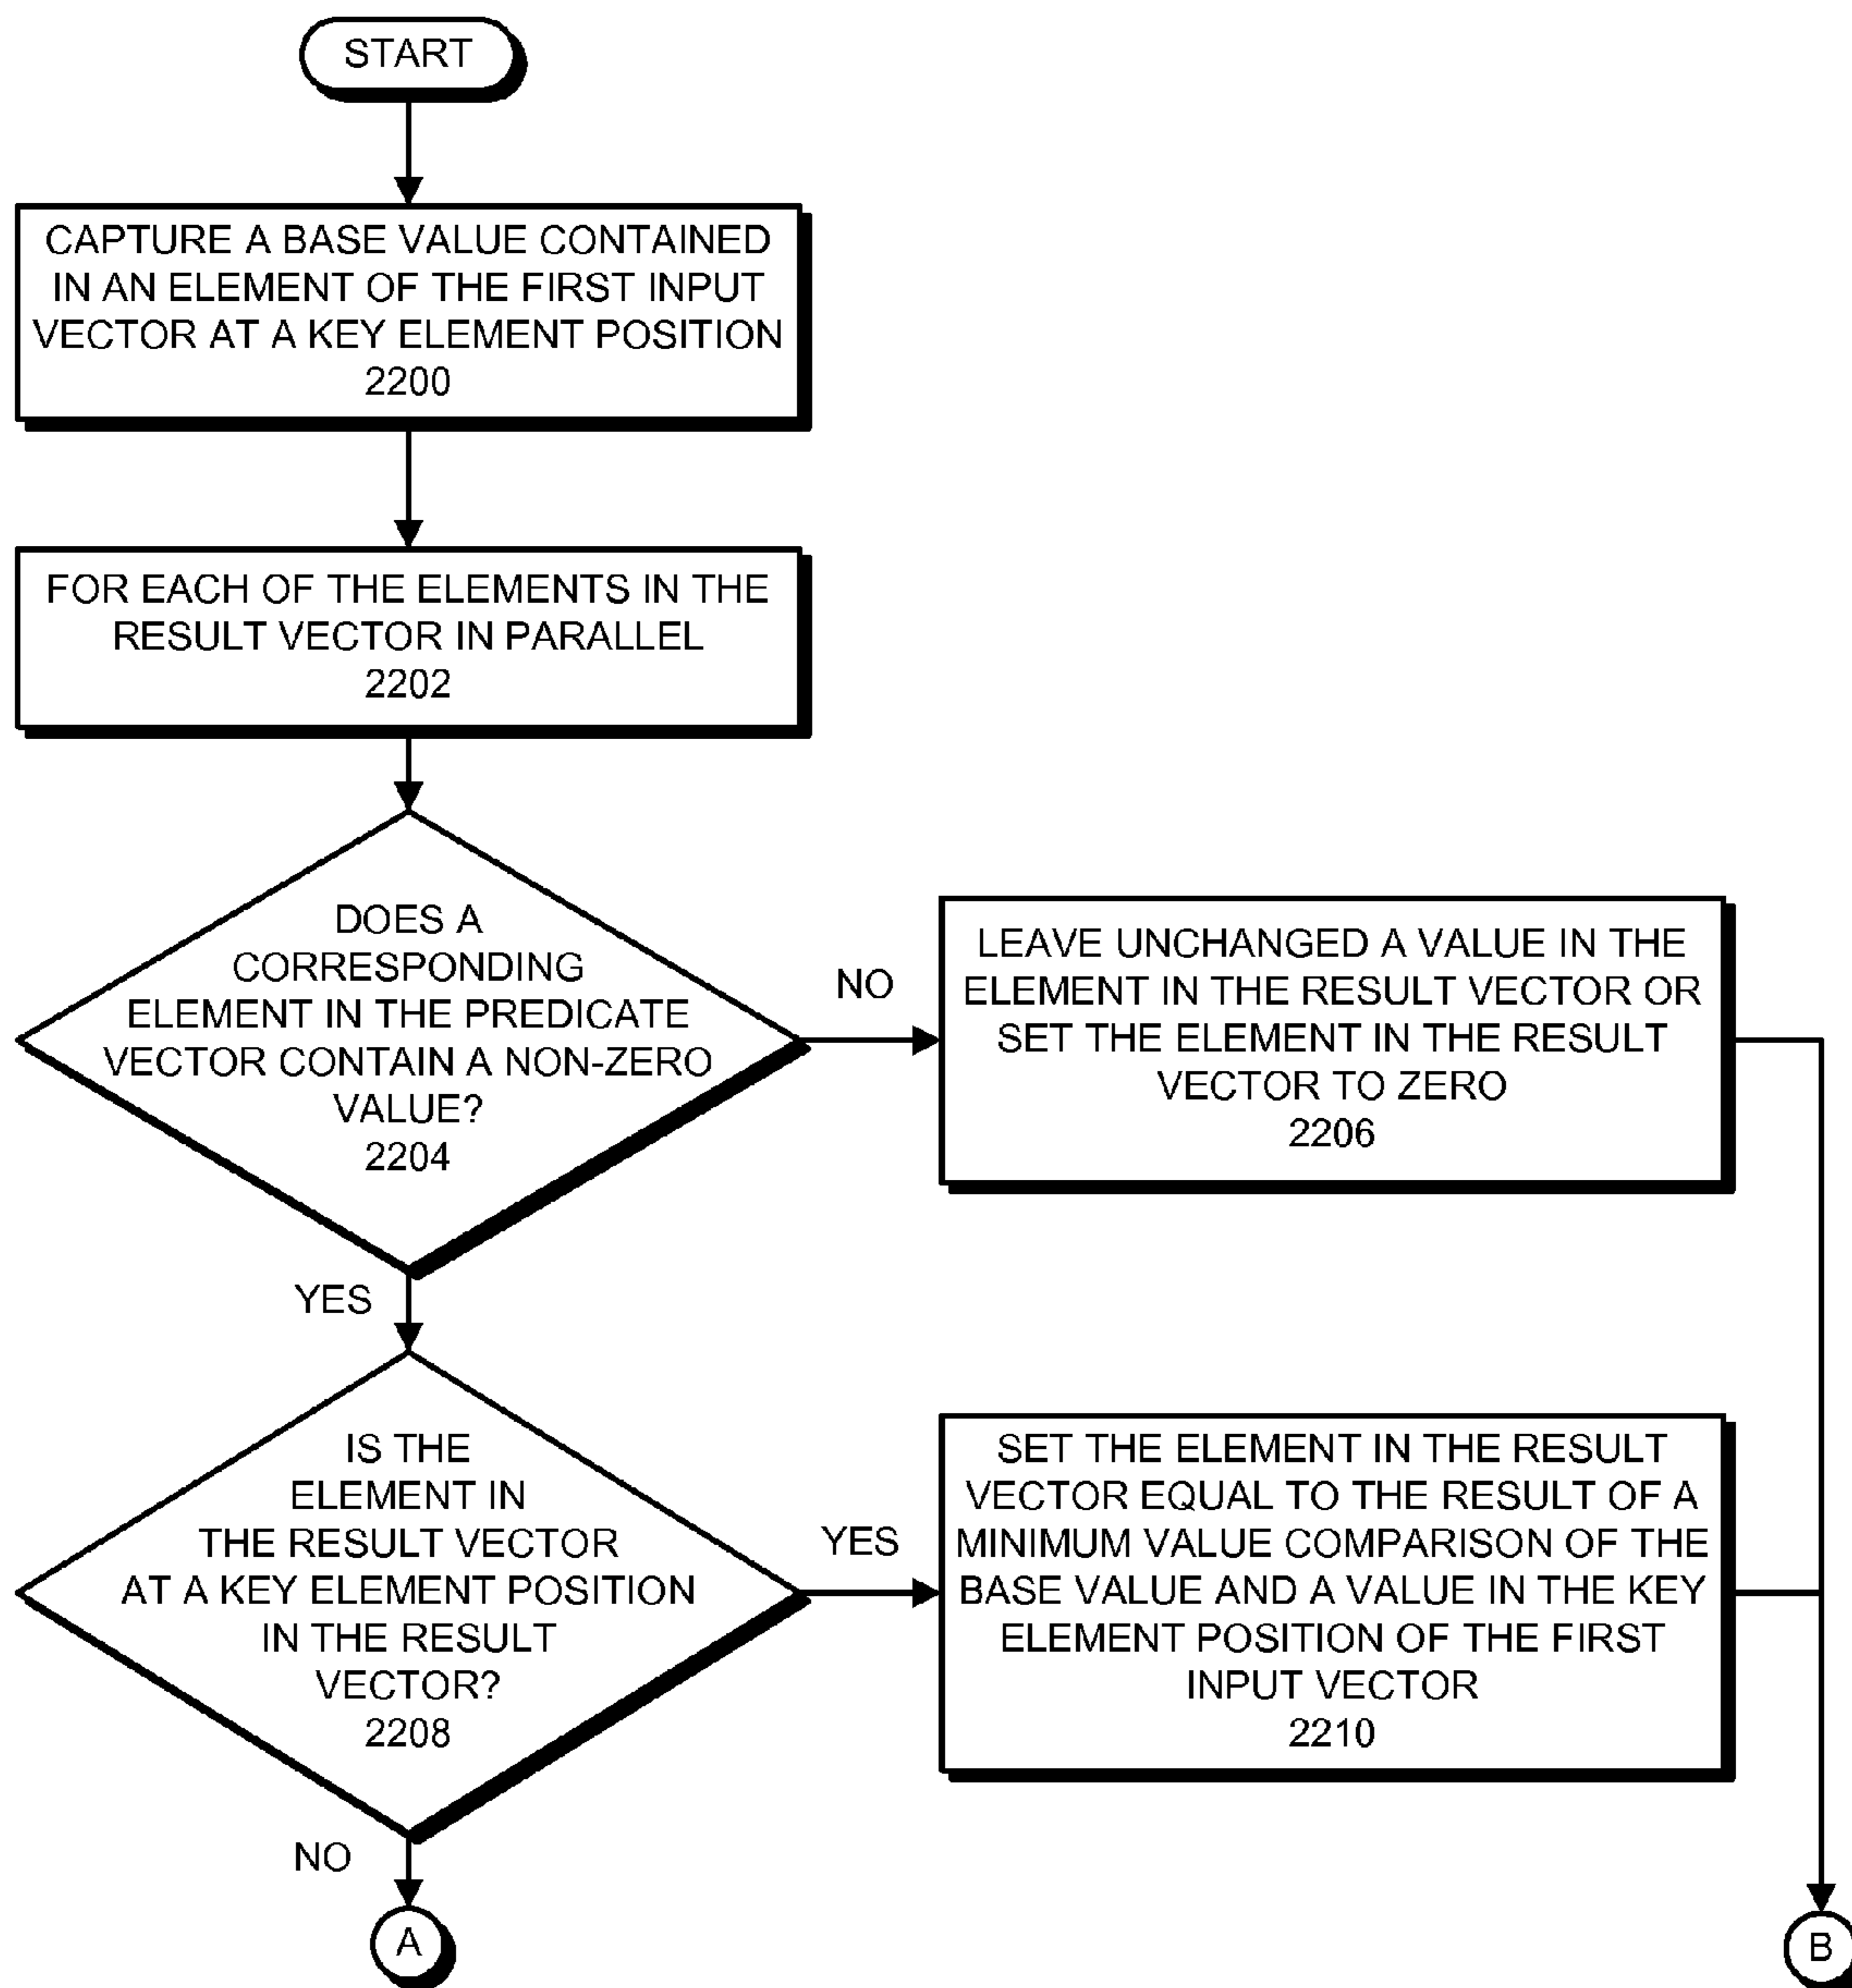 START
CAPTURE A BASE VALUE CONTAINED
IN AN ELEMENT OF THE FIRST INPUT
VECTOR AT A KEY ELEMENT POSITION
2200
FOR EACH OF THE ELEMENTS IN THE
RESULT VECTOR IN PARALLEL
2202
DOES A
CORRESPONDING
ELEMENT IN THE PREDICATE
VECTOR CONTAIN A NON-ZERO
VALUE?
2204
NO
LEAVE UNCHANGED A VALUE IN THE
ELEMENT IN THE RESULT VECTOR OR
SET THE ELEMENT IN THE RESULT
VECTOR TO ZERO
2206
YES
IS THE
ELEMENT IN
THE RESULT VECTOR
AT A KEY ELEMENT POSITION
IN THE RESULT
VECTOR?
2208
YES
SET THE ELEMENT IN THE RESULT
VECTOR EQUAL TO THE RESULT OF A
MINIMUM VALUE COMPARISON OF THE
BASE VALUE AND A VALUE IN THE KEY
ELEMENT POSITION OF THE FIRST
INPUT VECTOR
2210
NO
A
B